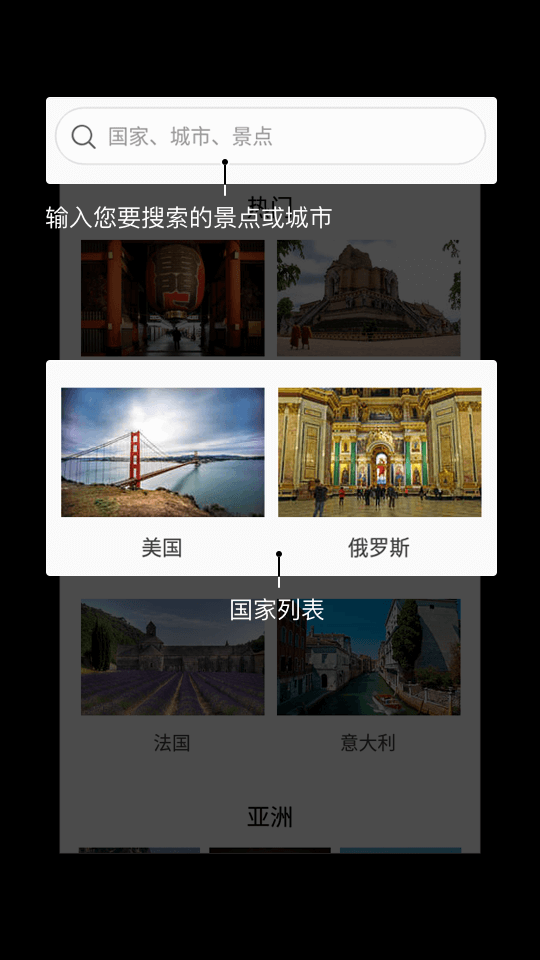 国家、城市、景点
热门
输入您要搜索的景点或城市
美国
俄罗斯
国家列表
法国
意大利
亚洲